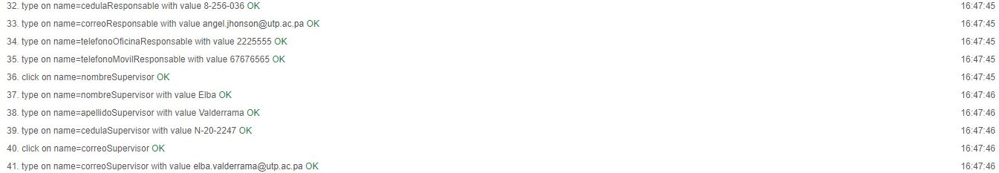 32. type on name=cedulaResponsable with value 8-256-036 OK 16:47:45
33. type on name=correoResponsable with value angel.jhonson@utp.ac.pa OK 16:47:45
34. type on name=telefonoOficinaResponsable with value 2225555 OK 16:47:45
35. type on name=telefonoMovilResponsable with value 67676565 OK 16:47:45
36. click on name=nombreSupervisor OK 16:47:45
37. type on name=nombreSupervisor with value Elba OK 16:47:46
38. type on name=apellidoSupervisor with value Valderrama OK 16:47:46
39. type on name=cedulaSupervisor with value N-20-2247 OK 16:47:46
40. click on name=correoSupervisor OK 16:47:46
41. type on name=correoSupervisor with value elba.valderrama@utp.ac.pa OK 16:47:46